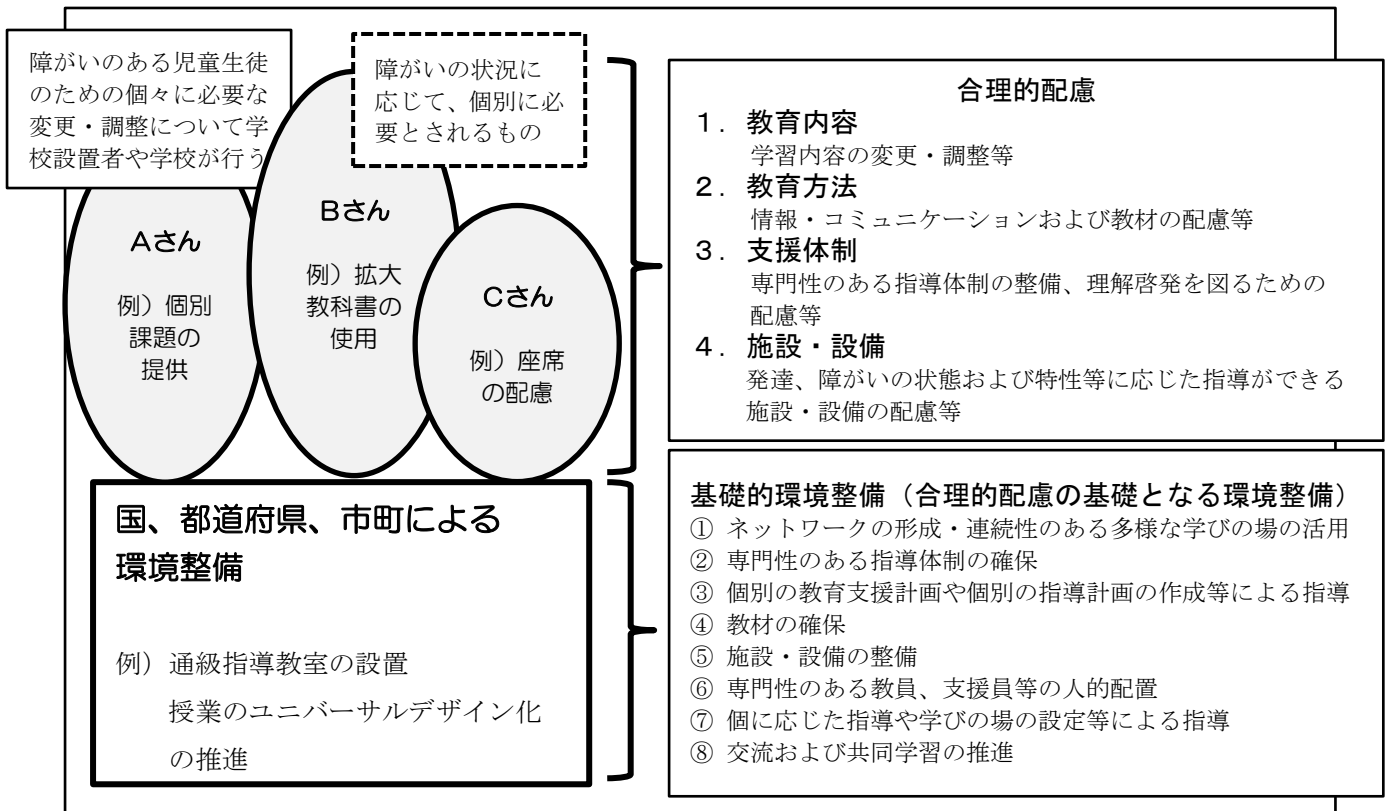 障がいのある児童生徒
のための個々に必要な
変更・調整について学
校設置者や学校が行う
障がいの状況に
応じて、個別に必
要とされるもの
Aさん
例）個別
課題の
提供
Bさん
例）拡大
教科書の
使用
Cさん
例）座席
の配慮
合理的配慮
１．教育内容
学習内容の変更・調整等
２．教育方法
情報・コミュニケーションおよび教材の配慮等
３．支援体制
専門性のある指導体制の整備、理解啓発を図るための
配慮等
４．施設・設備
発達、障がいの状態および特性等に応じた指導ができる
施設・設備の配慮等
国、都道府県、市町による
環境整備
例）通級指導教室の設置
授業のユニバーサルデザイン化
の推進
基礎的環境整備（合理的配慮の基礎となる環境整備）
① ネットワークの形成・連続性のある多様な学びの場の活用
② 専門性のある指導体制の確保
③ 個別の教育支援計画や個別の指導計画の作成等による指導
④ 教材の確保
⑤ 施設・設備の整備
⑥ 専門性のある教員、支援員等の人的配置
⑦ 個に応じた指導や学びの場の設定等による指導
⑧ 交流および共同学習の推進